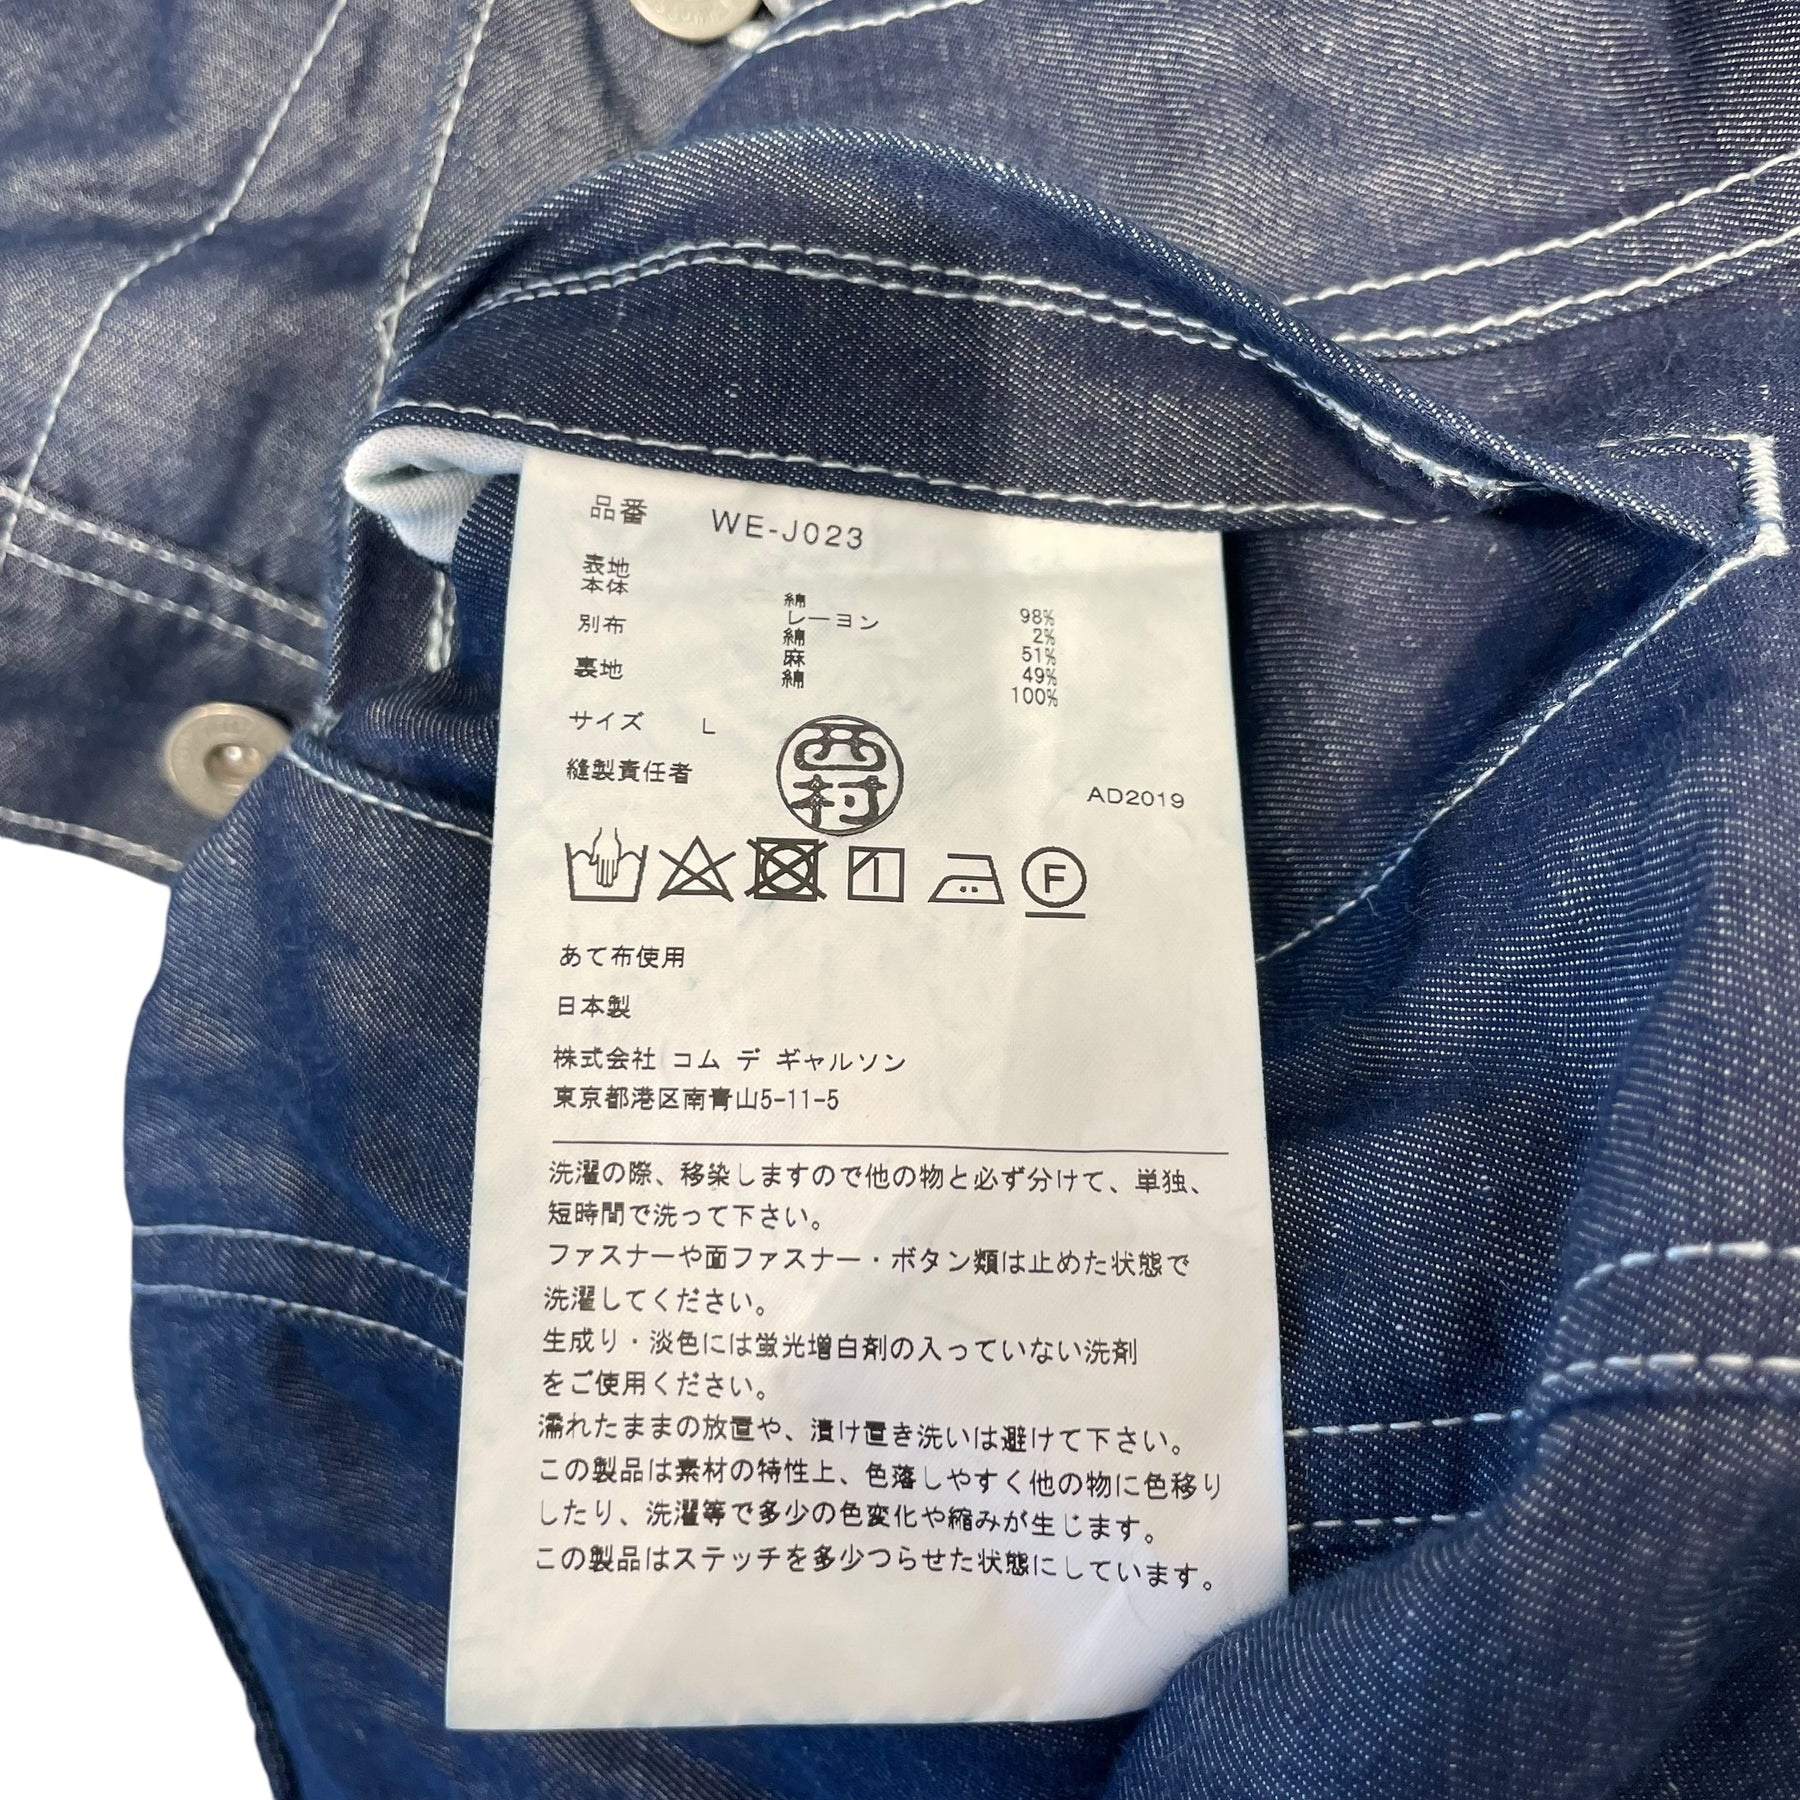 品番 WE-J023
表地
本体 綿 98%
レーヨン 2%
別布 綿 51%
麻 49%
裏地 綿 100%
サイズ L
縫製責任者 西村 AD2019
F
あて布使用
日本製
株式会社 コム デ ギャルソン
東京都港区南青山5-11-5
洗濯の際、移染しますので他の物と必ず分けて、単独、
短時間で洗って下さい。
ファスナーや面ファスナー・ボタン類は止めた状態で
洗濯してください。
生成り・淡色には蛍光増白剤の入っていない洗剤
をご使用ください。
濡れたままの放置や、漬け置き洗いは避けて下さい。
この製品は素材の特性上、色落しやすく他の物に色移り
したり、洗濯等で多少の色変化や縮みが生じます。
この製品はステッチを多少つらせた状態にしています。